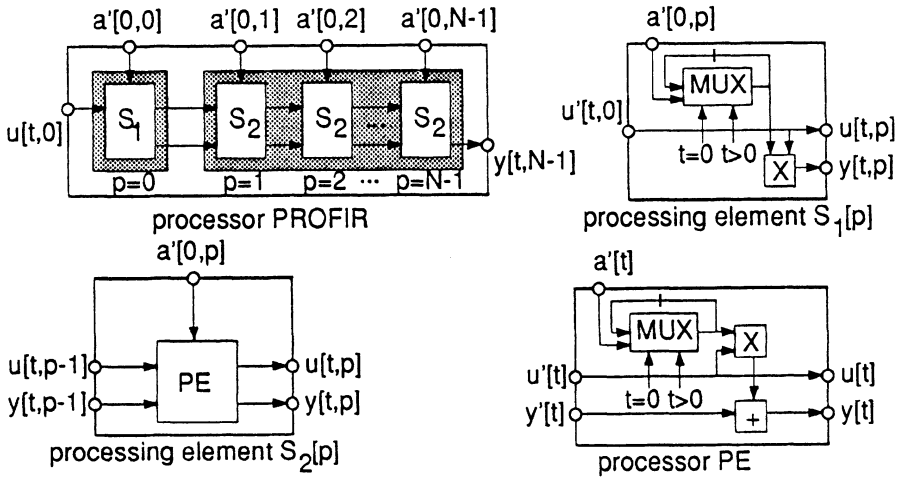 a'[0,0] a'[0,1] a'[0,2] a'[0,N-1]
S1 S2 S2 ... S2
u[t,0]
y[t,N-1]
p=0 p=1 p=2 ... p=N-1
processor PROFIR
a'[0,p]
MUX
u'[t,0] u[t,p]
t=0 t>0
X y[t,p]
processing element S1[p]
a'[0,p]
u[t,p-1] u[t,p]
PE
y[t,p-1] y[t,p]
processing element S2[p]
a'[t]
MUX X
u'[t] u[t]
t=0 t>0
y'[t] + y[t]
processor PE